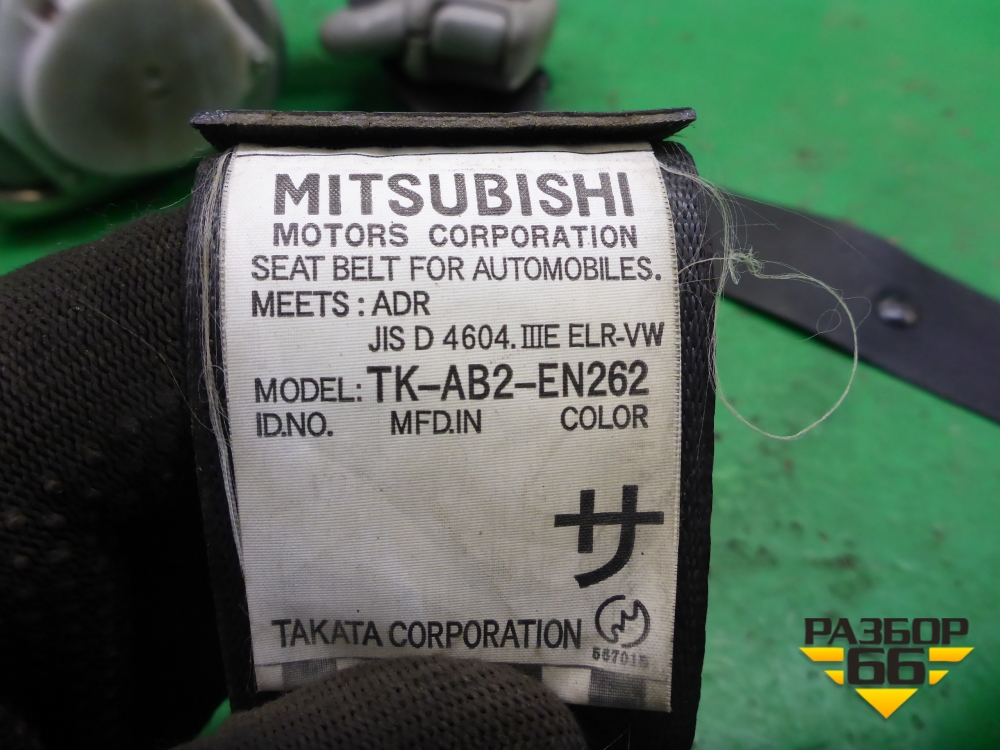 MITSUBISHI
MOTORS CORPORATION
SEAT BELT FOR AUTOMOBILES.
MEETS: ADR
JIS D 4604. IIIE ELR-VW
MODEL: TK-AB2-EN262
ID.NO. MFD.IN COLOR
サ
TAKATA CORPORATION
РАЗБОР
66